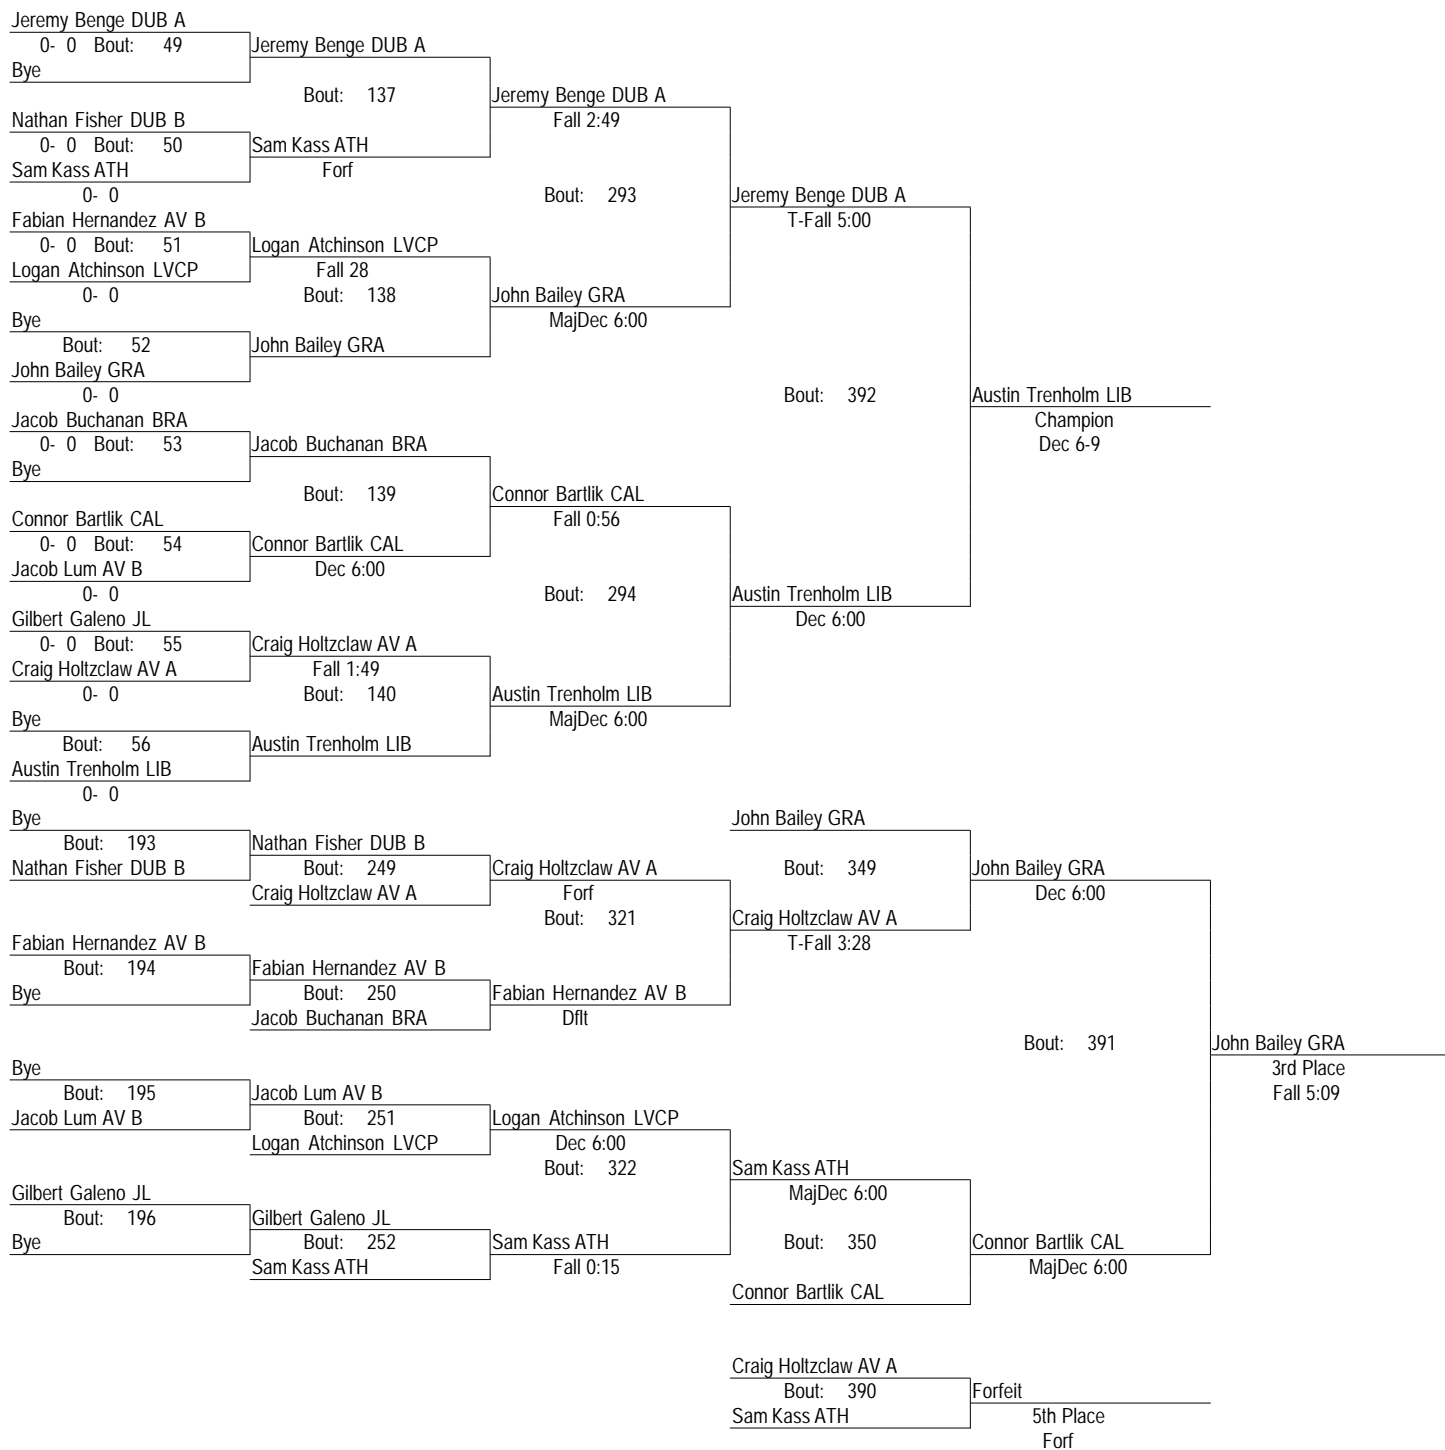 Jeremy Benge DUB A
0- 0 Bout: 49
Jeremy Benge DUB A
Bye
Bout: 137
Jeremy Benge DUB A
Nathan Fisher DUB B
Fall 2:49
0- 0 Bout: 50
Sam Kass ATH
Sam Kass ATH
Forf
0- 0
Bout: 293
Jeremy Benge DUB A
Fabian Hernandez AV B
T-Fall 5:00
0- 0 Bout: 51
Logan Atchinson LVCP
Logan Atchinson LVCP
Fall 28
0- 0
Bout: 138
John Bailey GRA
Bye
MajDec 6:00
Bout: 52
John Bailey GRA
John Bailey GRA
0- 0
Bout: 392
Austin Trenholm LIB
Jacob Buchanan BRA
Champion
0- 0 Bout: 53
Jacob Buchanan BRA
Dec 6-9
Bye
Bout: 139
Connor Bartlik CAL
Connor Bartlik CAL
Fall 0:56
0- 0 Bout: 54
Connor Bartlik CAL
Jacob Lum AV B
Dec 6:00
0- 0
Bout: 294
Austin Trenholm LIB
Gilbert Galeno JL
Dec 6:00
0- 0 Bout: 55
Craig Holtzclaw AV A
Craig Holtzclaw AV A
Fall 1:49
0- 0
Bout: 140
Austin Trenholm LIB
Bye
MajDec 6:00
Bout: 56
Austin Trenholm LIB
Austin Trenholm LIB
0- 0
Bye
John Bailey GRA
Bout: 193
Nathan Fisher DUB B
Nathan Fisher DUB B
Bout: 249
Craig Holtzclaw AV A
Bout: 349
John Bailey GRA
Craig Holtzclaw AV A
Forf
Dec 6:00
Bout: 321
Craig Holtzclaw AV A
Fabian Hernandez AV B
T-Fall 3:28
Bout: 194
Fabian Hernandez AV B
Bye
Bout: 250
Fabian Hernandez AV B
Jacob Buchanan BRA
Dflt
Bout: 391
John Bailey GRA
Bye
3rd Place
Bout: 195
Jacob Lum AV B
Fall 5:09
Jacob Lum AV B
Bout: 251
Logan Atchinson LVCP
Logan Atchinson LVCP
Dec 6:00
Bout: 322
Sam Kass ATH
Gilbert Galeno JL
MajDec 6:00
Bout: 196
Gilbert Galeno JL
Bye
Bout: 252
Sam Kass ATH
Bout: 350
Connor Bartlik CAL
Sam Kass ATH
Fall 0:15
MajDec 6:00
Connor Bartlik CAL
Craig Holtzclaw AV A
Bout: 390
Forfeit
Sam Kass ATH
5th Place
Forf